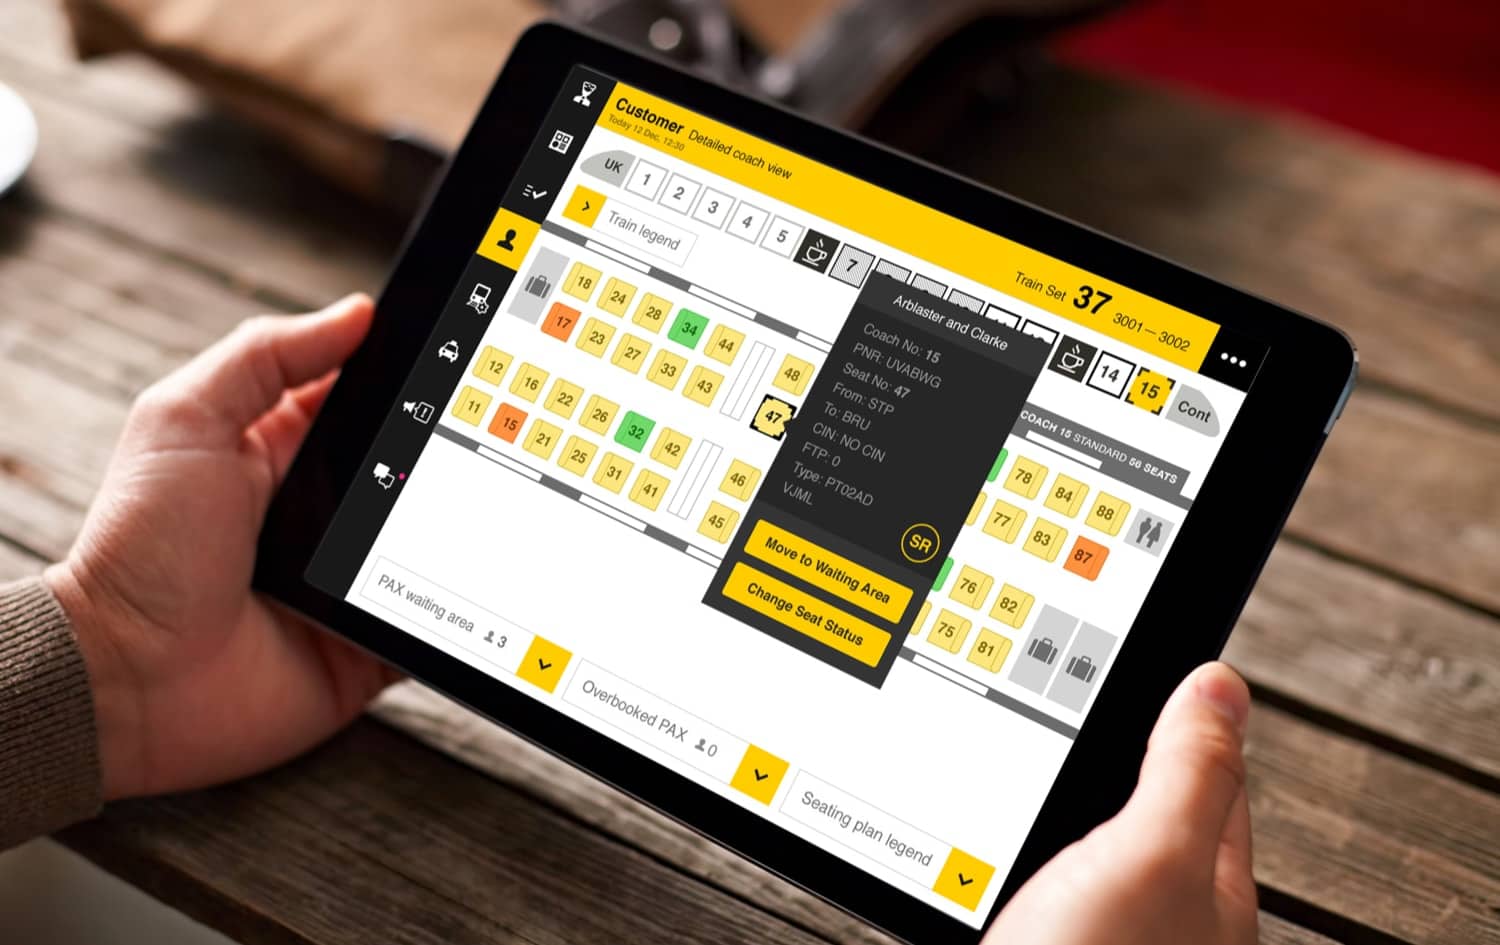 Customer Detailed coach view
Today 12 Dec, 12:30
Train Set 37 3001—3002
UK 1 2 3 4 5 7 14 15 Cont
Train legend
COACH 15 STANDARD 56 SEATS
18 24 28 34 44 48
17 23 27 33 43 47
12 16 22 26 32 42 46
11 15 21 25 31 41 45
Arblaster and Clarke
Coach No: 15
PNR: UVABWG
Seat No: 47
From: STP
To: BRU
CIN: NO CIN
FTP: 0
Type: PT02AD
VJML
SR
Move to Waiting Area
Change Seat Status
78 84 88
77 83 87
76 82
75 81
PAX waiting area 3
Overbooked PAX 0
Seating plan legend